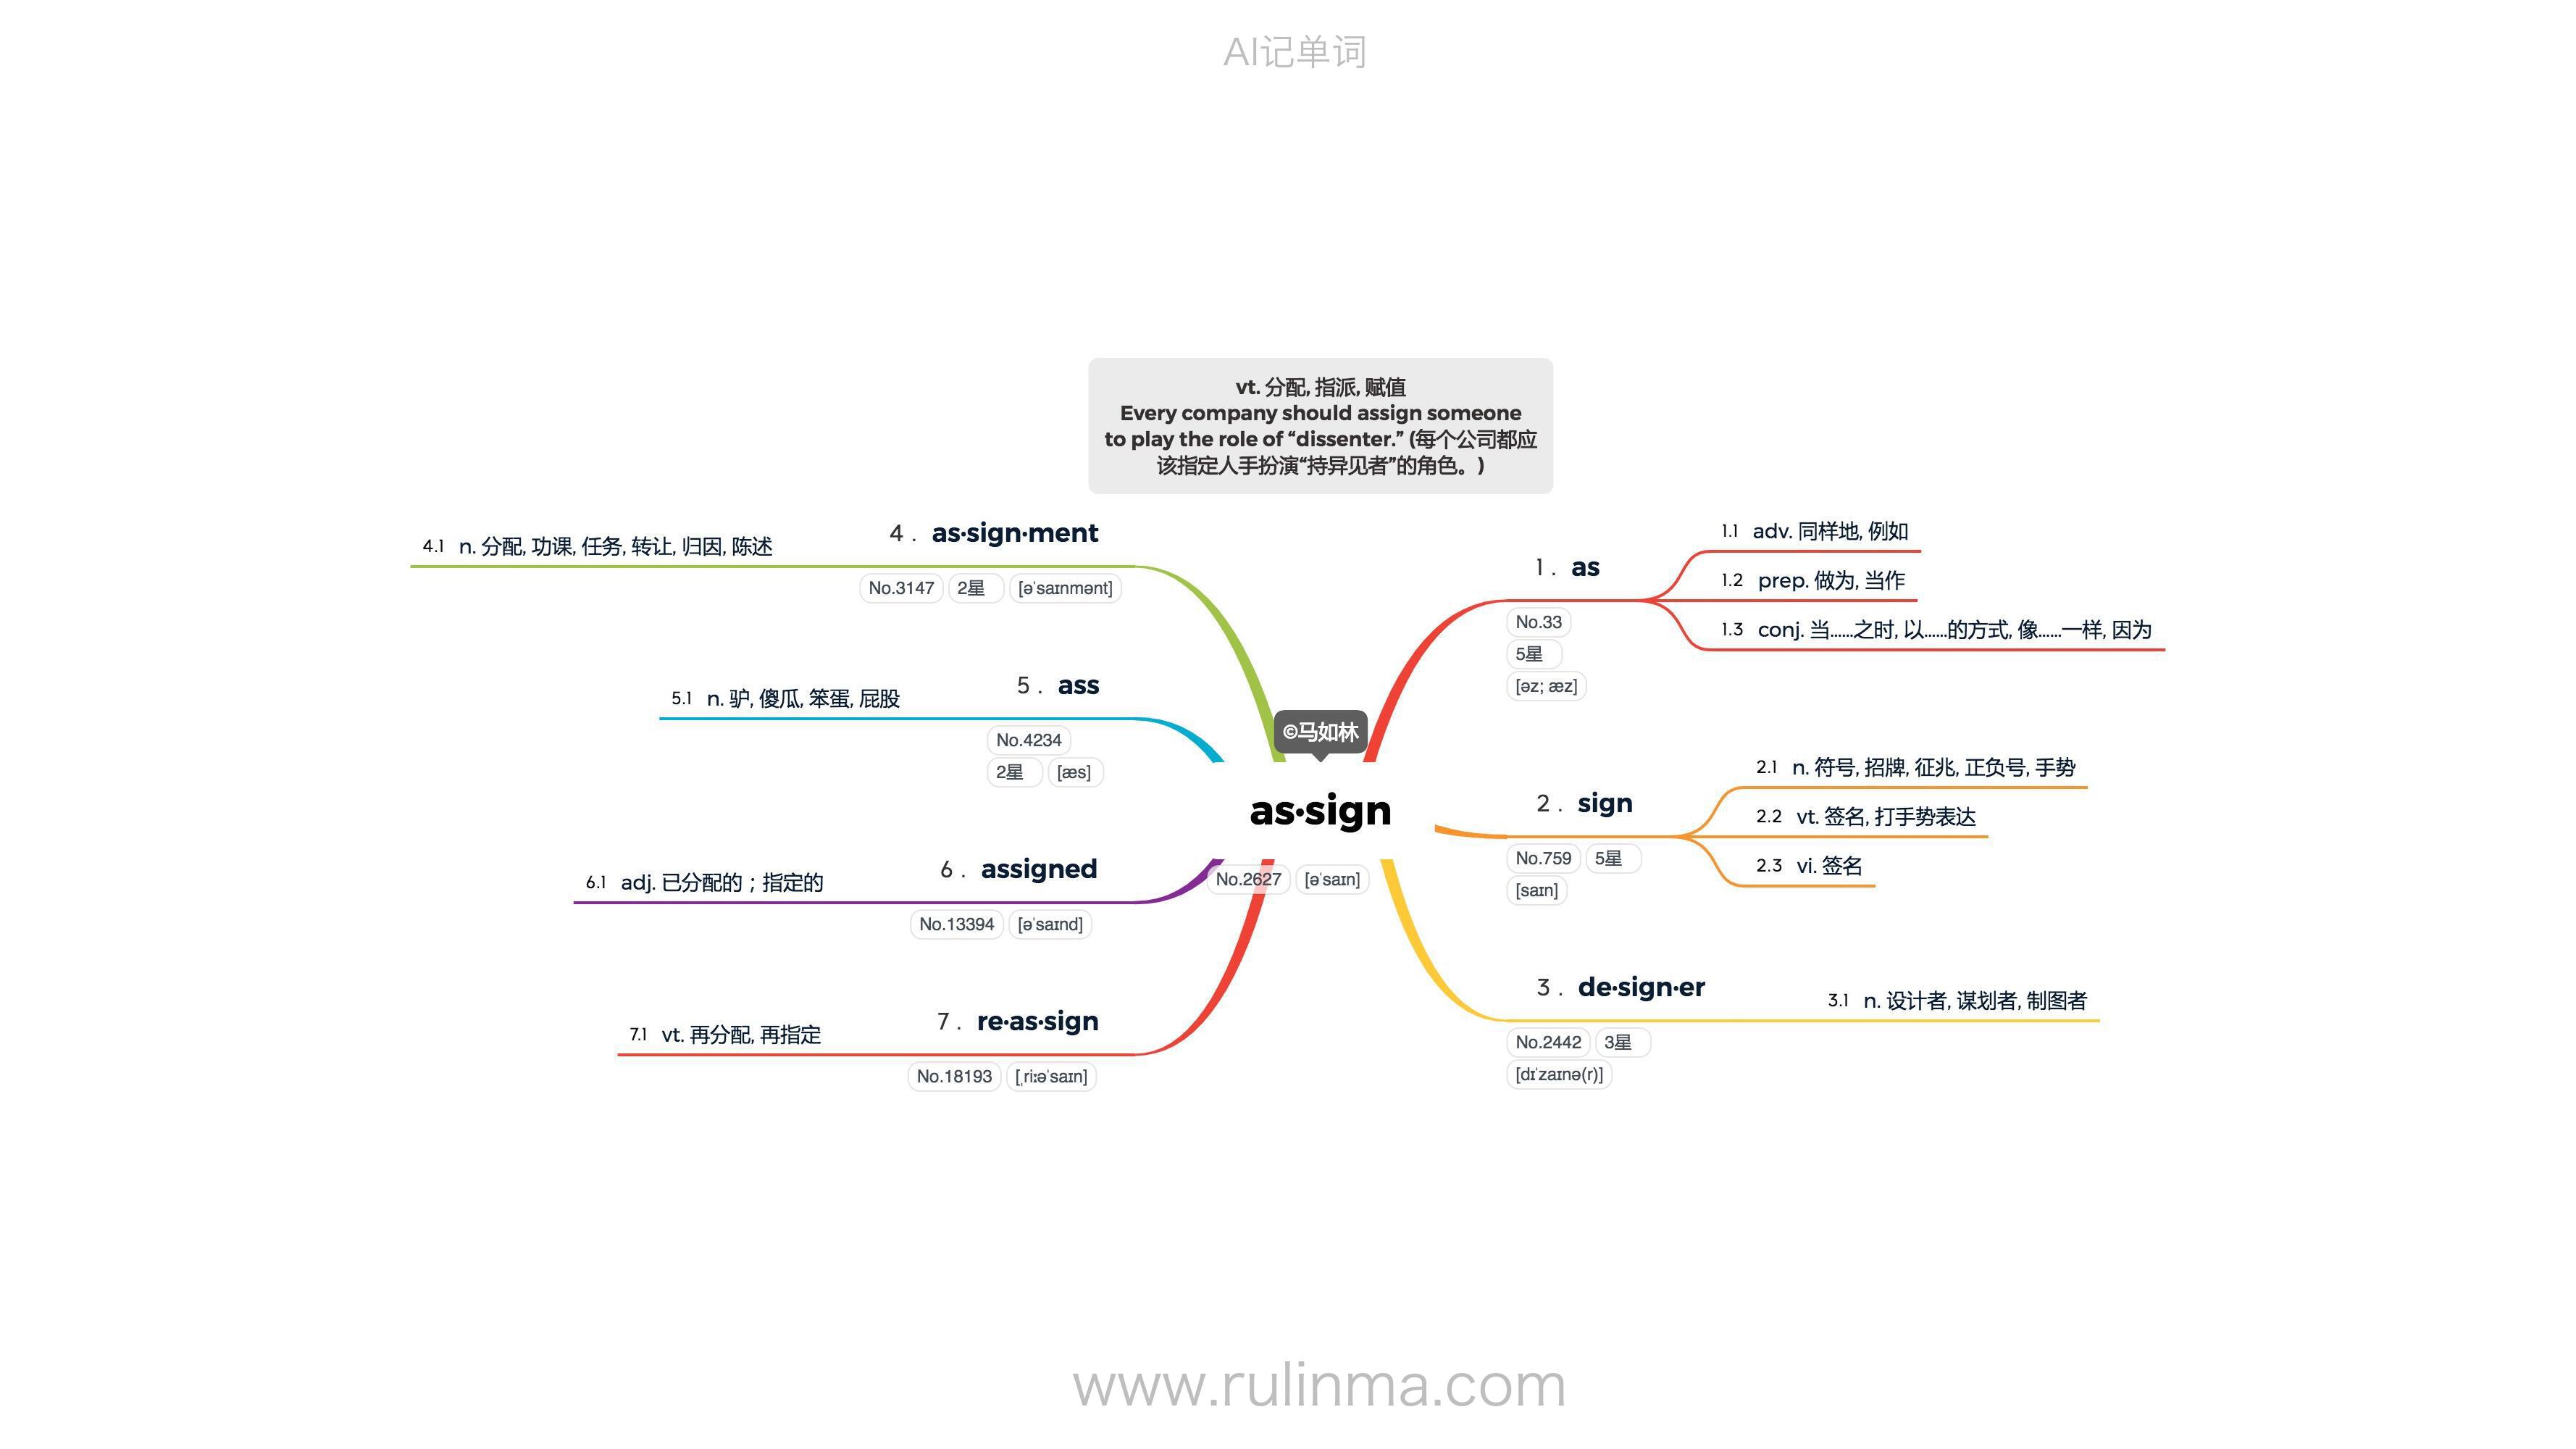 AI记单词
vt. 分配, 指派, 赋值
Every company should assign someone
to play the role of “dissenter.” (每个公司都应
该指定人手扮演“持异见者”的角色。)
©马如林
as·sign
No.2627 [əˈsaɪn]
1 . as
No.33
5星
[əz; æz]
1.1 adv. 同样地, 例如
1.2 prep. 做为, 当作
1.3 conj. 当……之时, 以……的方式, 像……一样, 因为
2 . sign
No.759 5星
[saɪn]
2.1 n. 符号, 招牌, 征兆, 正负号, 手势
2.2 vt. 签名, 打手势表达
2.3 vi. 签名
3 . de·sign·er
No.2442 3星
[dɪˈzaɪnə(r)]
3.1 n. 设计者, 谋划者, 制图者
4 . as·sign·ment
No.3147 2星 [əˈsaɪnmənt]
4.1 n. 分配, 功课, 任务, 转让, 归因, 陈述
5 . ass
No.4234
2星 [æs]
5.1 n. 驴, 傻瓜, 笨蛋, 屁股
6 . assigned
No.13394 [əˈsaɪnd]
6.1 adj. 已分配的；指定的
7 . re·as·sign
No.18193 [ˌriːəˈsaɪn]
7.1 vt. 再分配, 再指定
www.rulinma.com